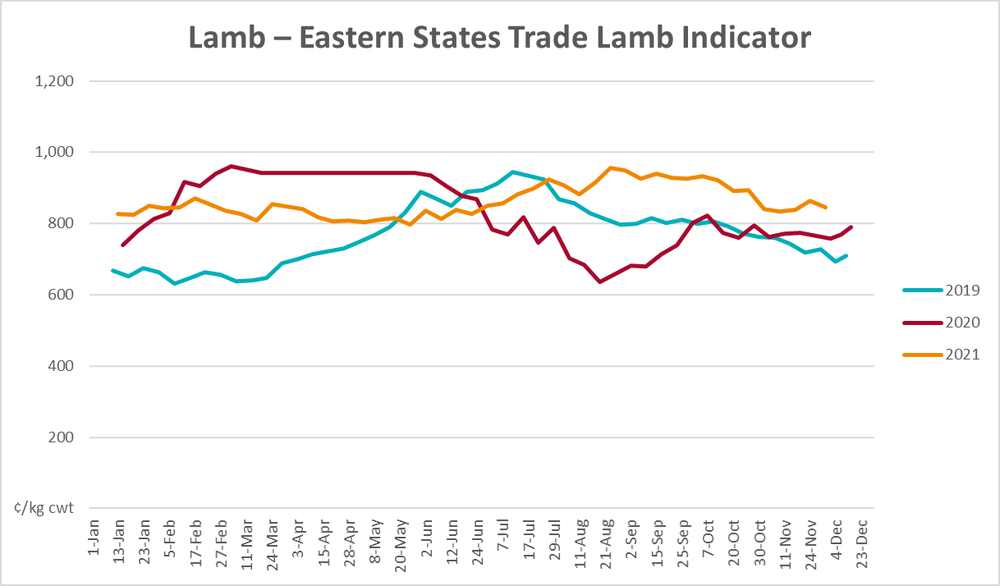 Lamb – Eastern States Trade Lamb Indicator
1,200
1,000
800
600
400
200
¢/kg cwt
1-Jan
13-Jan
23-Jan
5-Feb
17-Feb
27-Feb
11-Mar
24-Mar
3-Apr
15-Apr
28-Apr
8-May
20-May
2-Jun
12-Jun
24-Jun
7-Jul
17-Jul
29-Jul
11-Aug
21-Aug
2-Sep
15-Sep
25-Sep
7-Oct
20-Oct
30-Oct
11-Nov
24-Nov
4-Dec
23-Dec
2019
2020
2021